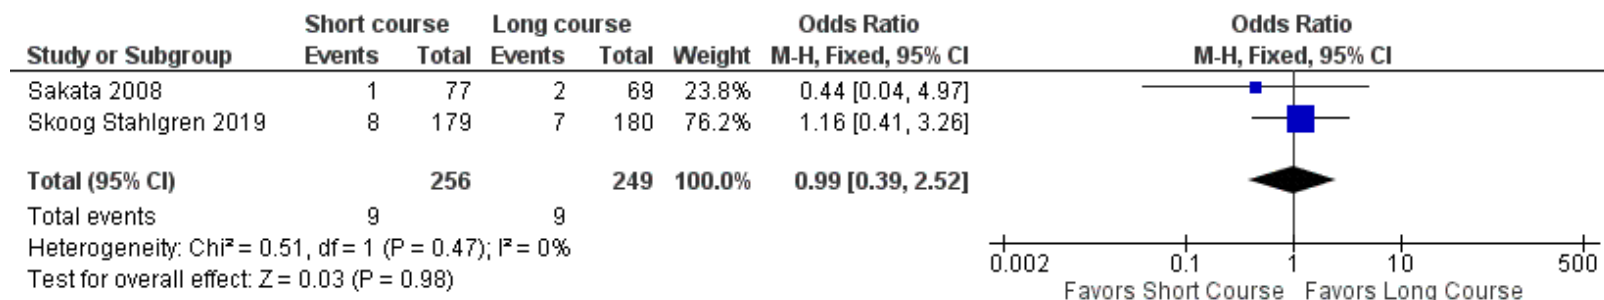 Short course Long course Odds Ratio Odds Ratio
Study or Subgroup Events Total Events Total Weight M-H, Fixed, 95% CI M-H, Fixed, 95% CI
Sakata 2008 1 77 2 69 23.8% 0.44 [0.04, 4.97]
Skoog Stahlgren 2019 8 179 7 180 76.2% 1.16 [0.41, 3.26]
Total (95% CI) 256 249 100.0% 0.99 [0.39, 2.52]
Total events 9 9
Heterogeneity: Chi² = 0.51, df = 1 (P = 0.47); I² = 0%
Test for overall effect: Z = 0.03 (P = 0.98)
0.002 0.1 1 10 500
Favors Short Course Favors Long Course